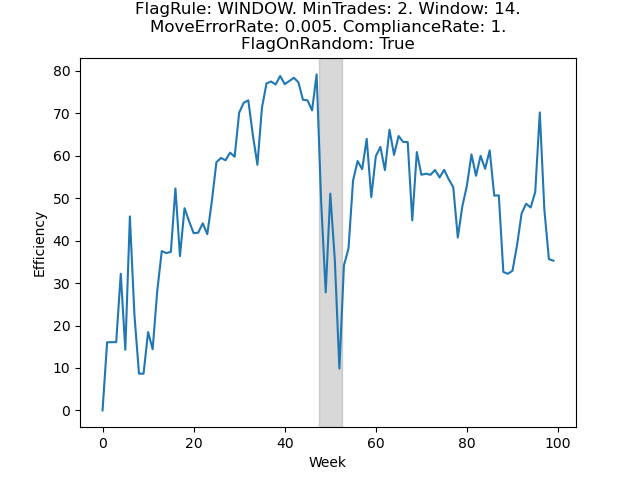 FlagRule: WINDOW. MinTrades: 2. Window: 14.
MoveErrorRate: 0.005. ComplianceRate: 1.
FlagOnRandom: True
80
70
60
50
40
30
20
10
0
Efficiency
0 20 40 60 80 100
Week